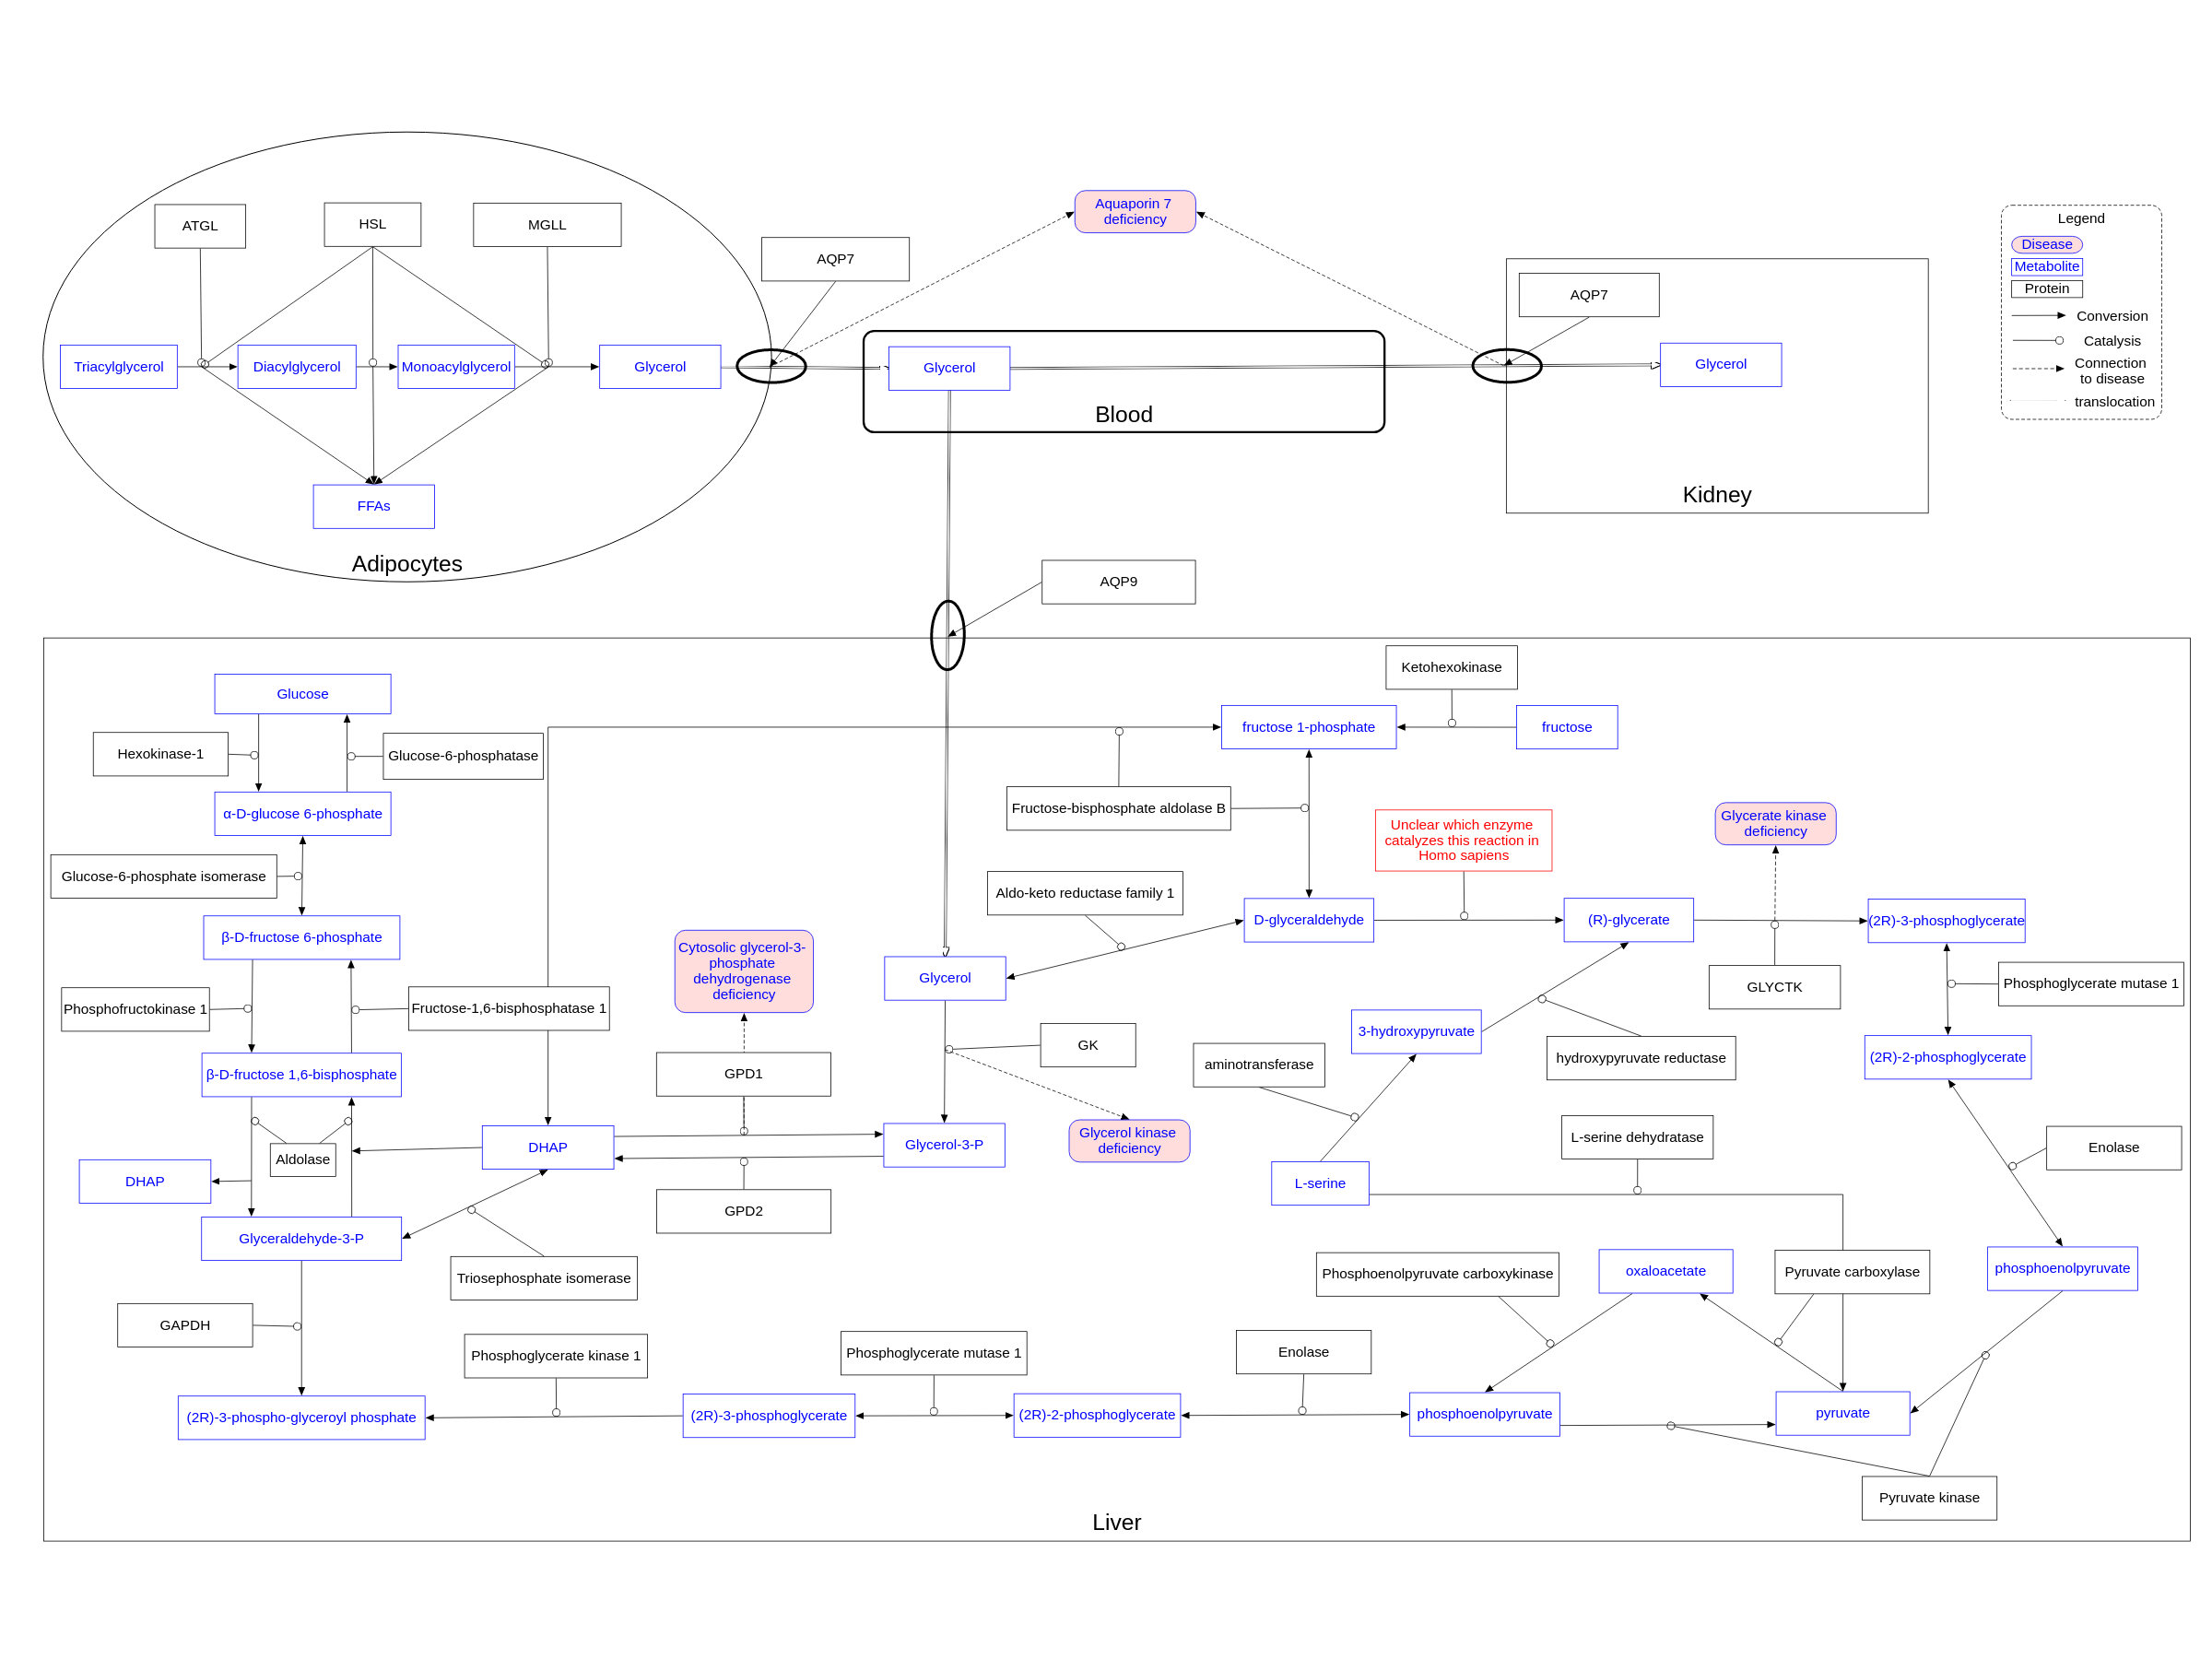 ATGL
HSL
MGLL
Triacylglycerol
Diacylglycerol
Monoacylglycerol
Glycerol
FFAs
Adipocytes
AQP7
Aquaporin 7
deficiency
Glycerol
Blood
AQP7
Glycerol
Kidney
Legend
Disease
Metabolite
Protein
Conversion
Catalysis
Connection
to disease
translocation
AQP9
Glucose
Hexokinase-1
Glucose-6-phosphatase
α-D-glucose 6-phosphate
Glucose-6-phosphate isomerase
β-D-fructose 6-phosphate
Phosphofructokinase 1
Fructose-1,6-bisphosphatase 1
β-D-fructose 1,6-bisphosphate
Aldolase
DHAP
Glyceraldehyde-3-P
GAPDH
(2R)-3-phospho-glyceroyl phosphate
DHAP
Triosephosphate isomerase
Cytosolic glycerol-3-
phosphate
dehydrogenase
deficiency
GPD1
GPD2
Glycerol
GK
Glycerol-3-P
Glycerol kinase
deficiency
Ketohexokinase
fructose 1-phosphate
fructose
Fructose-bisphosphate aldolase B
Unclear which enzyme
catalyzes this reaction in
Homo sapiens
Aldo-keto reductase family 1
D-glyceraldehyde
(R)-glycerate
Glycerate kinase
deficiency
(2R)-3-phosphoglycerate
GLYCTK
Phosphoglycerate mutase 1
3-hydroxypyruvate
aminotransferase
hydroxypyruvate reductase
(2R)-2-phosphoglycerate
L-serine dehydratase
L-serine
Enolase
Phosphoenolpyruvate carboxykinase
oxaloacetate
Pyruvate carboxylase
phosphoenolpyruvate
Phosphoglycerate kinase 1
Phosphoglycerate mutase 1
Enolase
(2R)-3-phosphoglycerate
(2R)-2-phosphoglycerate
phosphoenolpyruvate
pyruvate
Pyruvate kinase
Liver